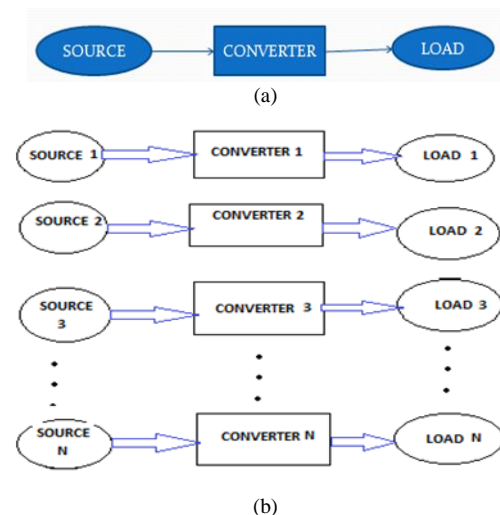 SOURCE CONVERTER LOAD
(a)
SOURCE 1 CONVERTER 1 LOAD 1
SOURCE 2 CONVERTER 2 LOAD 2
SOURCE
3
CONVERTER 3 LOAD 3
SOURCE
N
CONVERTER N LOAD N
(b)